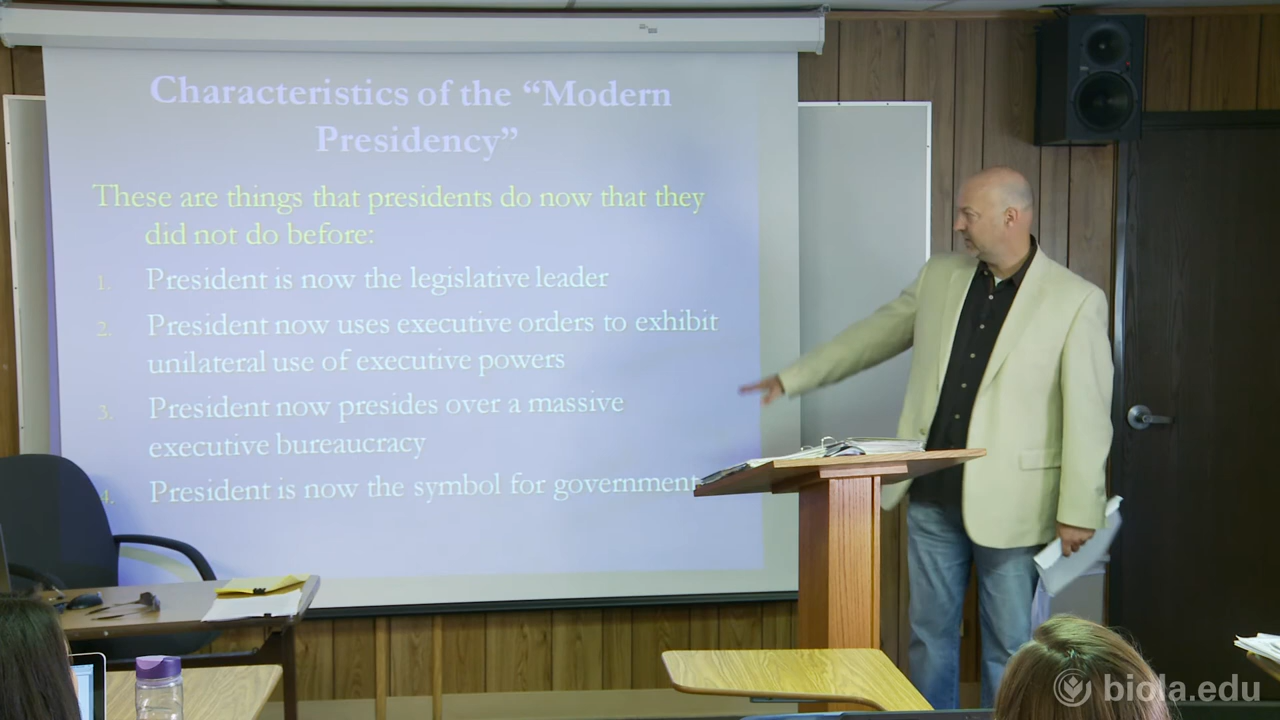 Characteristics of the “Modern
Presidency”
These are things that presidents do now that they
did not do before:
1. President is now the legislative leader
2. President now uses executive orders to exhibit
unilateral use of executive powers
3. President now presides over a massive
executive bureaucracy
4. President is now the symbol for government
biola.edu